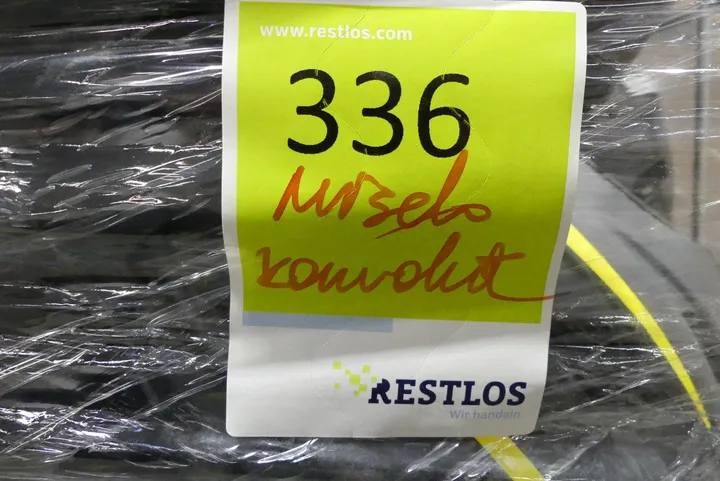 www.restlos.com
336
Konvolut
RESTLOS
Wir handeln.